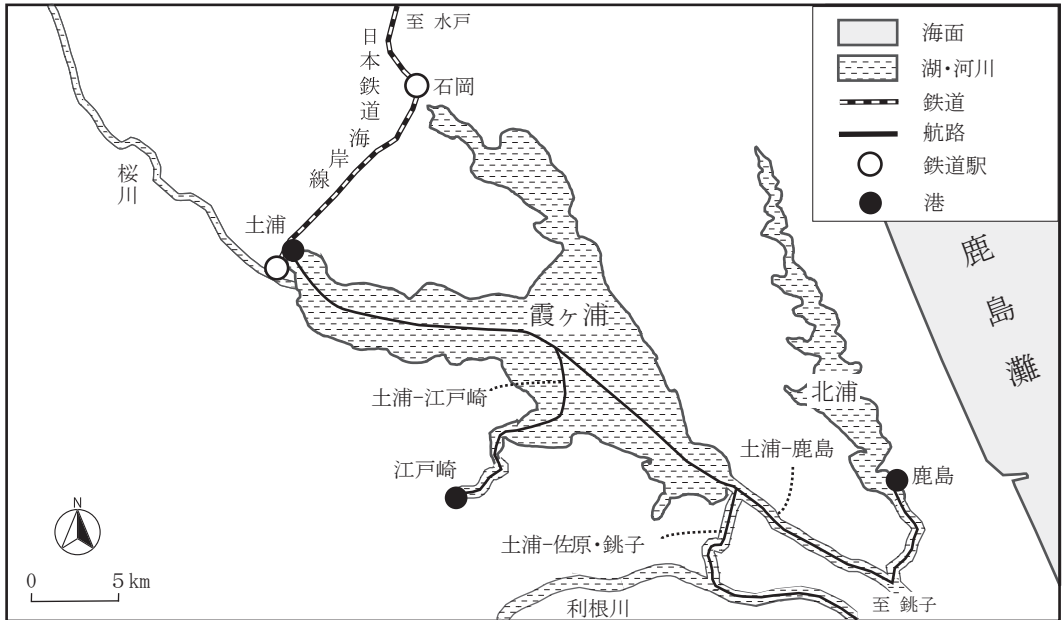 至 水戸
日本鉄道海岸線
石岡
桜川
土浦
霞ヶ浦
土浦−江戸崎
江戸崎
北浦
土浦−鹿島
鹿島
土浦−佐原・銚子
利根川
至 銚子
鹿島灘
海面
湖・河川
鉄道
航路
鉄道駅
港
N
0 5km